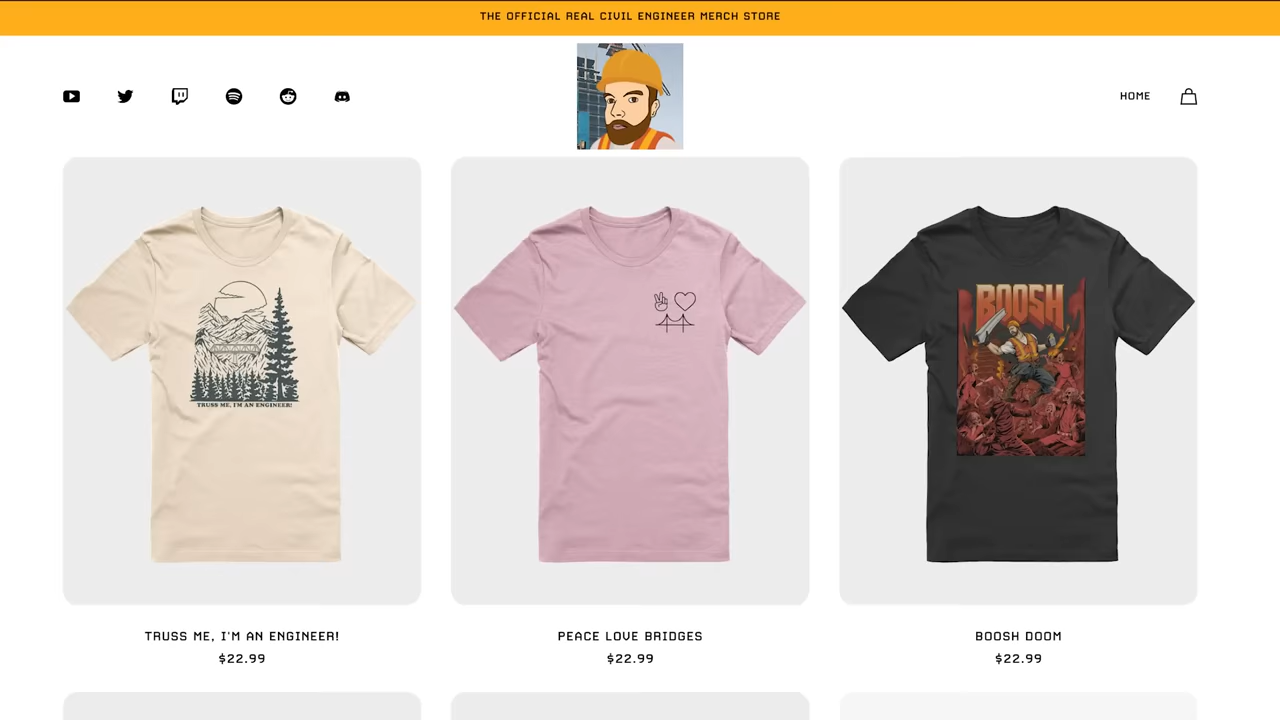 THE OFFICIAL REAL CIVIL ENGINEER MERCH STORE
HOME
TRUSS ME, I'M AN ENGINEER!
BOOSH
TRUSS ME, I'M AN ENGINEER!
$22.99
PEACE LOVE BRIDGES
$22.99
BOOSH DOOM
$22.99